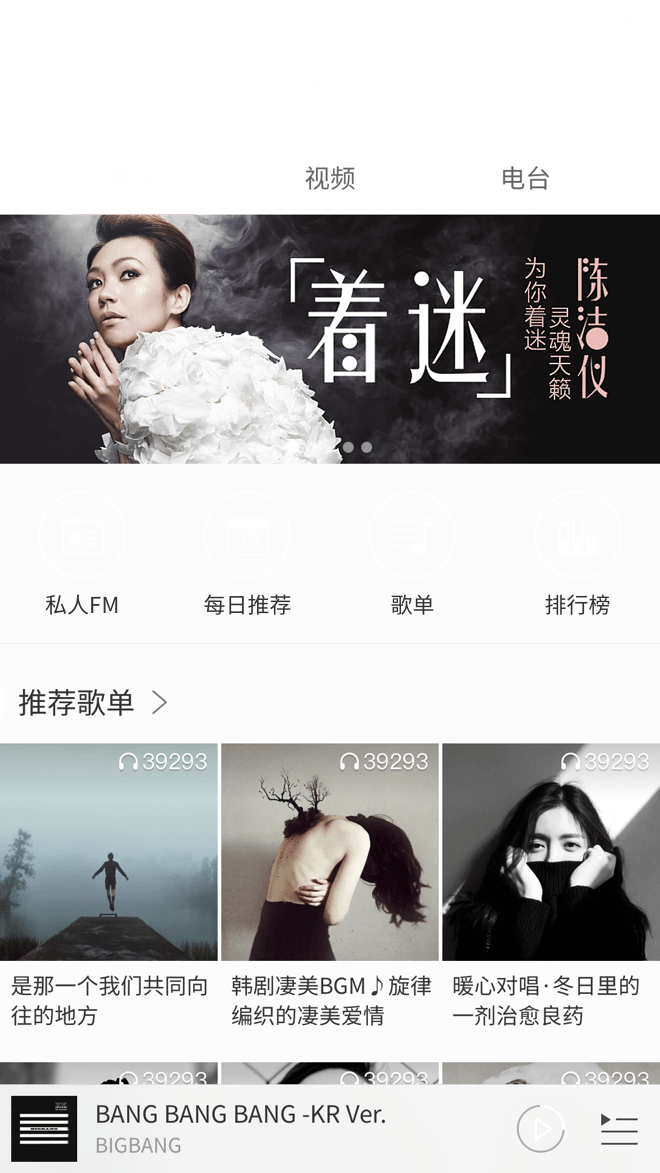 视频
电台
「着迷」
陈洁仪
为你着迷
灵魂天籁
私人FM
每日推荐
歌单
排行榜
推荐歌单
39293
39293
39293
是那一个我们共同向
往的地方
韩剧凄美BGM♪旋律
编织的凄美爱情
暖心对唱·冬日里的
一剂治愈良药
39293
39293
39293
BANG BANG BANG -KR Ver.
BIGBANG